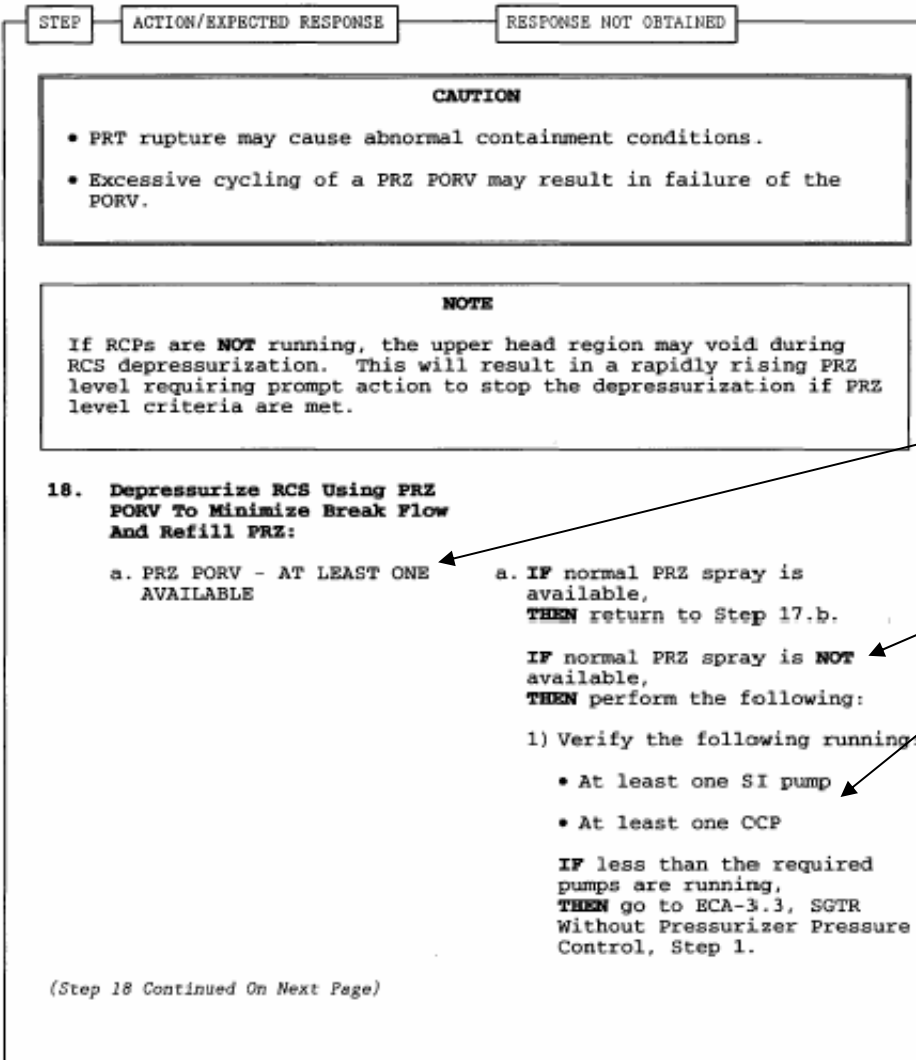 STEP ACTION/EXPECTED RESPONSE RESPONSE NOT OBTAINED
CAUTION
• PRT rupture may cause abnormal containment conditions.
• Excessive cycling of a PRZ PORV may result in failure of the
PORV.
NOTE
If RCPs are NOT running, the upper head region may void during
RCS depressurization. This will result in a rapidly rising PRZ
level requiring prompt action to stop the depressurization if PRZ
level criteria are met.
18. Depressurize RCS Using PRZ
PORV To Minimize Break Flow
And Refill PRZ:
a. PRZ PORV - AT LEAST ONE
AVAILABLE
a. IF normal PRZ spray is
available,
THEN return to Step 17.b.
IF normal PRZ spray is NOT
available,
THEN perform the following:
1) Verify the following running:
• At least one SI pump
• At least one CCP
IF less than the required
pumps are running,
THEN go to ECA-3.3, SGTR
Without Pressurizer Pressure
Control, Step 1.
(Step 18 Continued On Next Page)